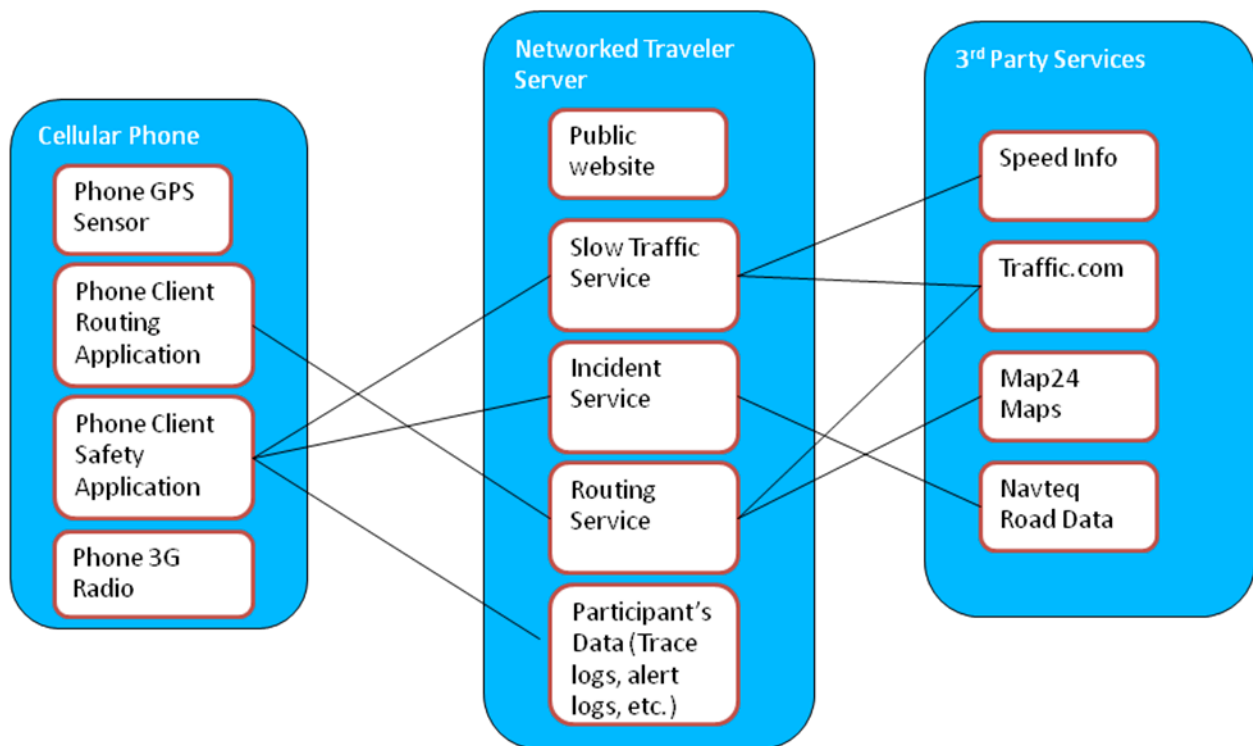 Cellular Phone
Phone GPS
Sensor
Phone Client
Routing
Application
Phone Client
Safety
Application
Phone 3G
Radio
Networked Traveler
Server
Public
website
Slow Traffic
Service
Incident
Service
Routing
Service
Participant's
Data (Trace
logs, alert
logs, etc.)
3rd Party Services
Speed Info
Traffic.com
Map24
Maps
Navteq
Road Data